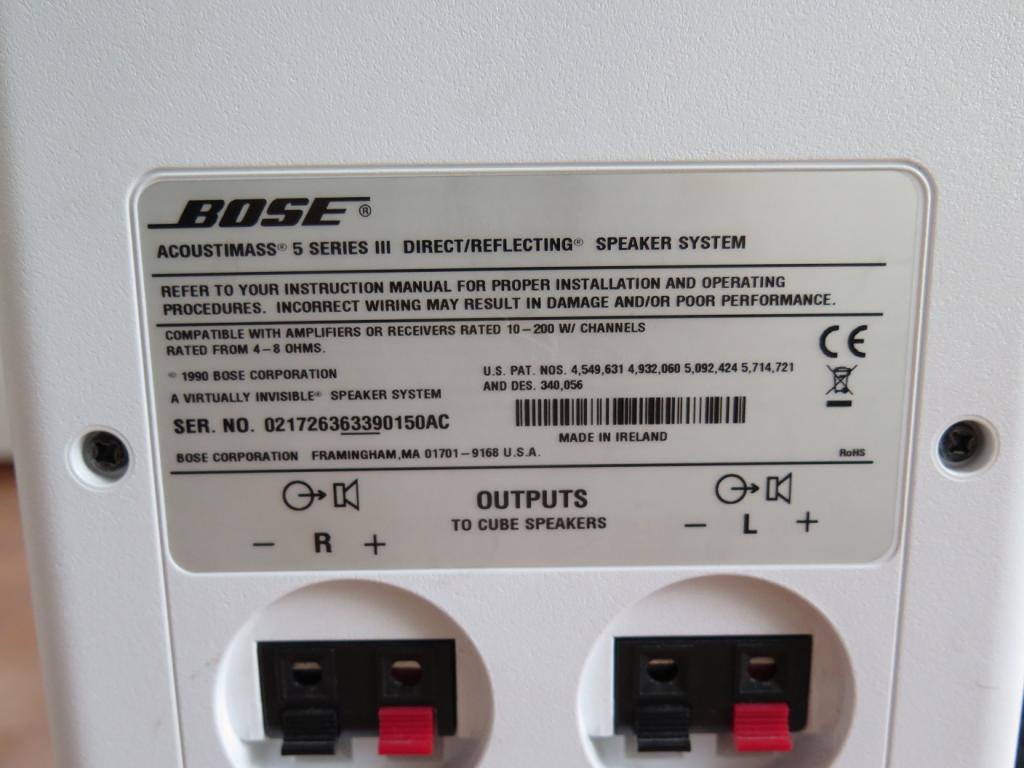 BOSE®
ACOUSTIMASS® 5 SERIES III DIRECT/REFLECTING® SPEAKER SYSTEM
REFER TO YOUR INSTRUCTION MANUAL FOR PROPER INSTALLATION AND OPERATING
PROCEDURES. INCORRECT WIRING MAY RESULT IN DAMAGE AND/OR POOR PERFORMANCE.
COMPATIBLE WITH AMPLIFIERS OR RECEIVERS RATED 10-200 W/ CHANNELS
RATED FROM 4-8 OHMS.
© 1990 BOSE CORPORATION
A VIRTUALLY INVISIBLE® SPEAKER SYSTEM
U.S. PAT. NOS. 4,549,631 4,932,060 5,092,424 5,714,721
AND DES. 340,056
CE
SER. NO. 021726363390150AC
MADE IN IRELAND
BOSE CORPORATION FRAMINGHAM,MA 01701-9168 U.S.A.
RoHS
OUTPUTS
TO CUBE SPEAKERS
- R +
- L +